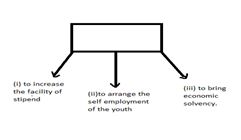 (i) to increase
the facility of
stipend
(ii)to arrange the
self employment
of the youth
(iii) to bring
economic
solvency.